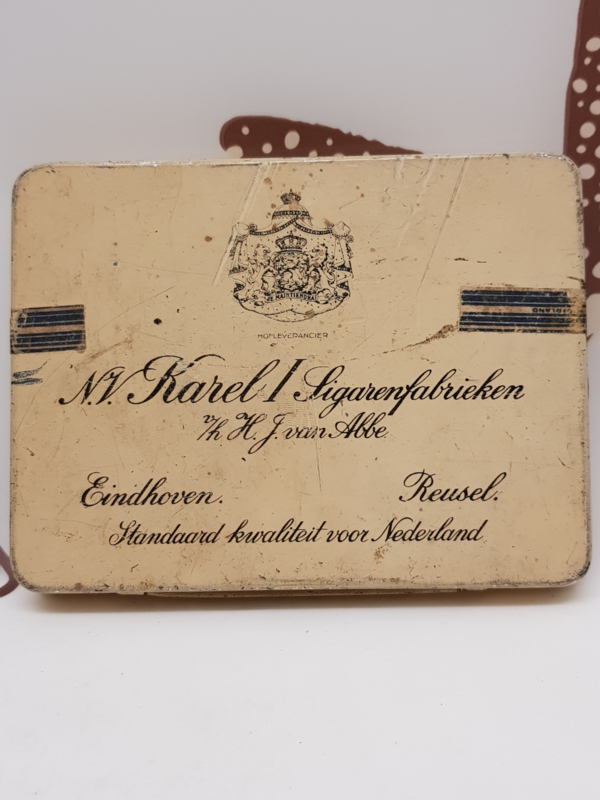 JE MAINTIENDRAI
HOFLEVERANCIER
N.V. Karel I Sigarenfabrieken
v/h H. J. van Abbe
Eindhoven. Reusel.
Standaard kwaliteit voor Nederland